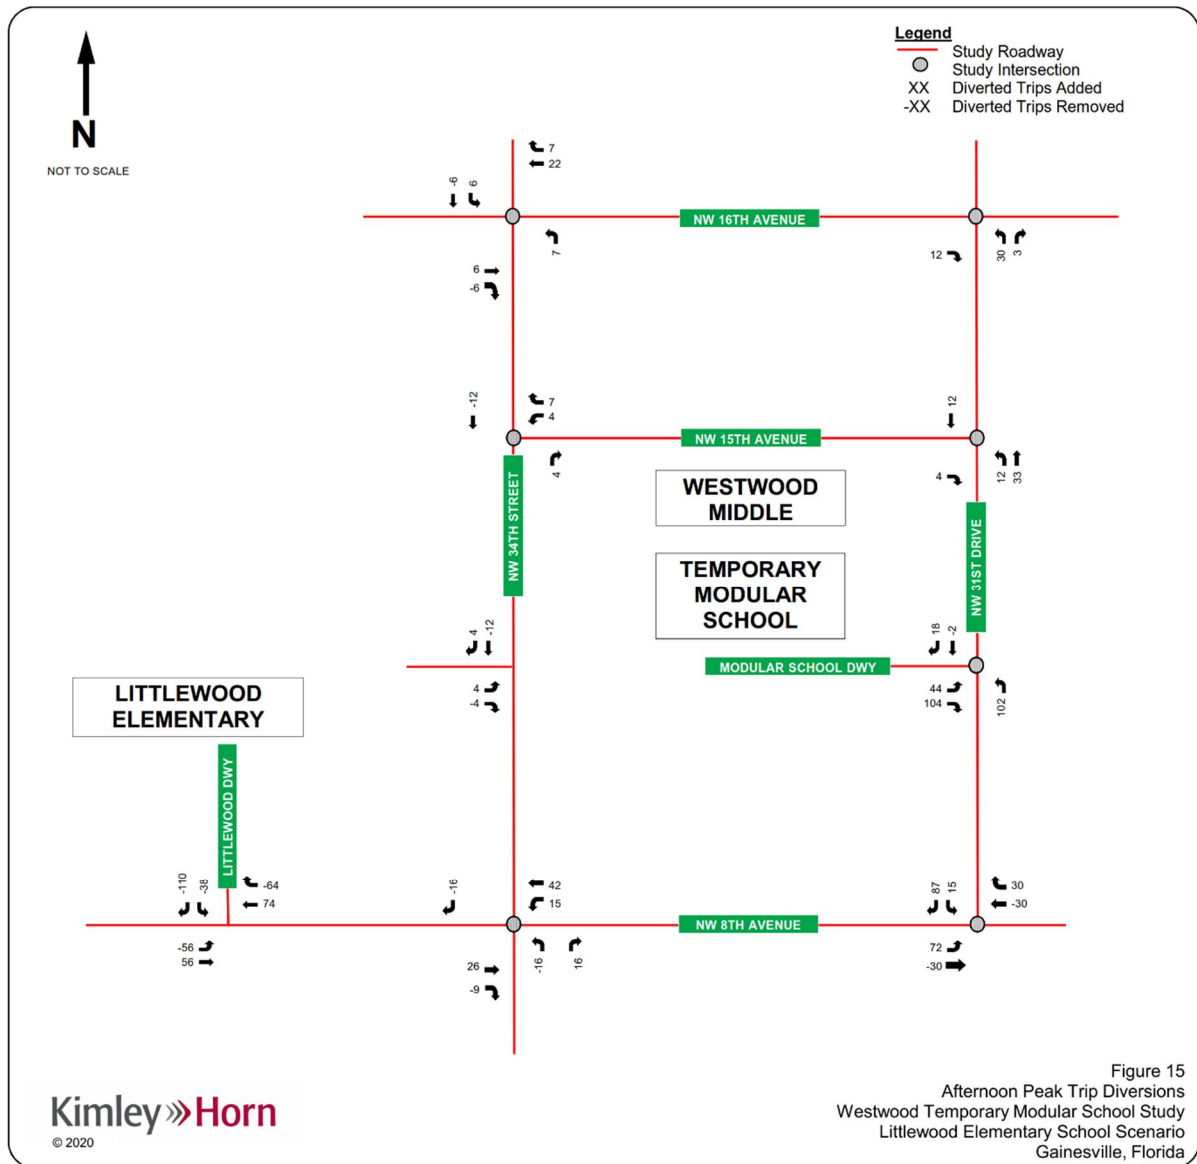 Legend
Study Roadway
Study Intersection
XX Diverted Trips Added
-XX Diverted Trips Removed
N
NOT TO SCALE
7
22
-6 6
NW 16TH AVENUE
7
30 3
6
-6
12
-12
7
4
12
NW 15TH AVENUE
4
12 33
4
WESTWOOD
MIDDLE
NW 34TH STREET
NW 31ST DRIVE
TEMPORARY
MODULAR
SCHOOL
4 -12
18 -2
MODULAR SCHOOL DWY
4
-4
44
104
102
LITTLEWOOD
ELEMENTARY
LITTLEWOOD DWY
-110 -38
-64
74
-16
42
15
87 15
30
-30
NW 8TH AVENUE
-56
56
26
-9
-16 16
72
-30
Kimley Horn
© 2020
Figure 15
Afternoon Peak Trip Diversions
Westwood Temporary Modular School Study
Littlewood Elementary School Scenario
Gainesville, Florida